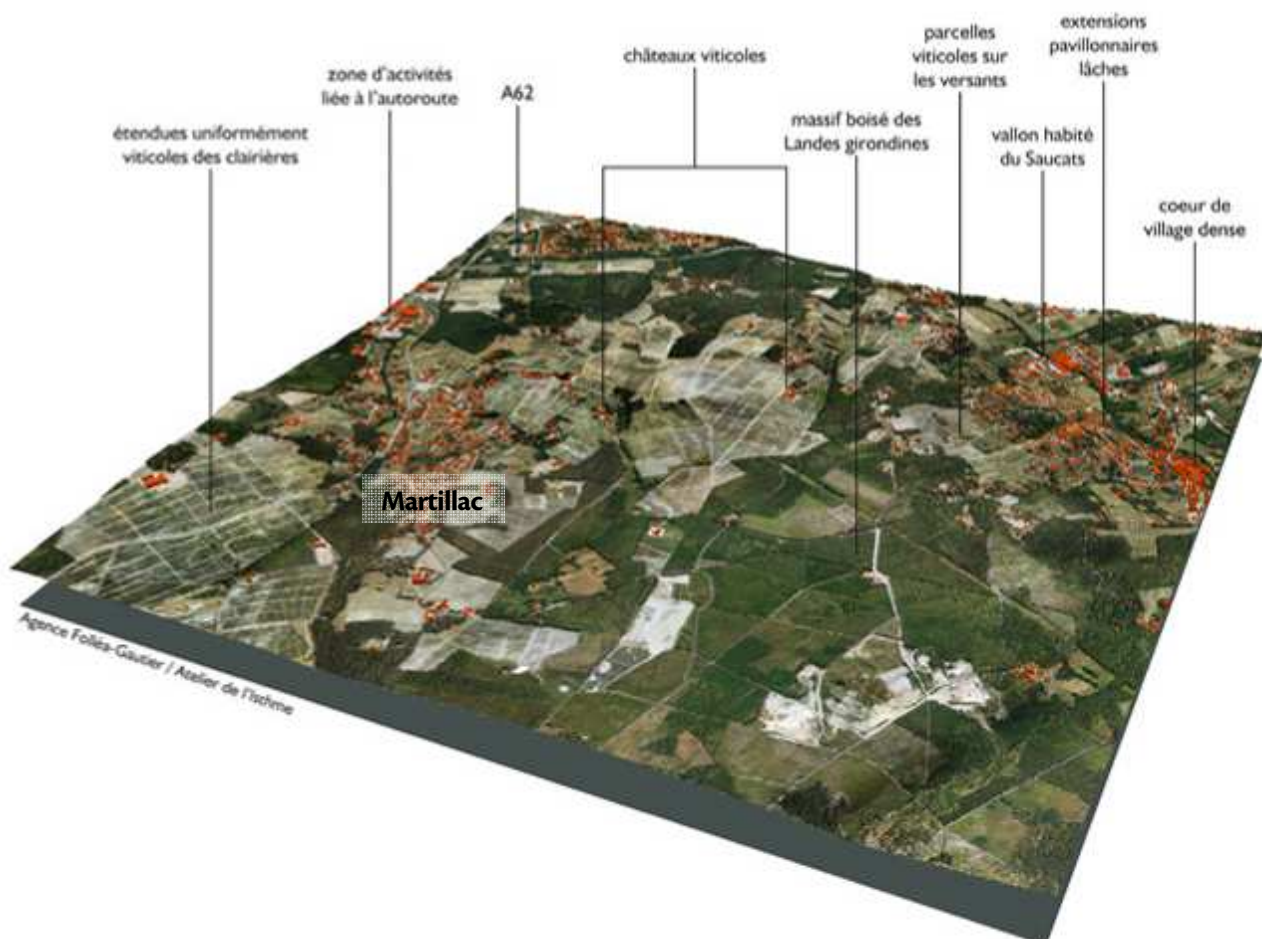 extensions
pavillonnaires
lâches
parcelles
viticoles sur
les versants
châteaux viticoles
zone d'activités
liée à l'autoroute
A62
massif boisé des
Landes girondines
vallon habité
du Saucats
étendues uniformément
viticoles des clairières
coeur de
village dense
Martillac
Agence Folléa-Gautier / Atelier de l'Isthme